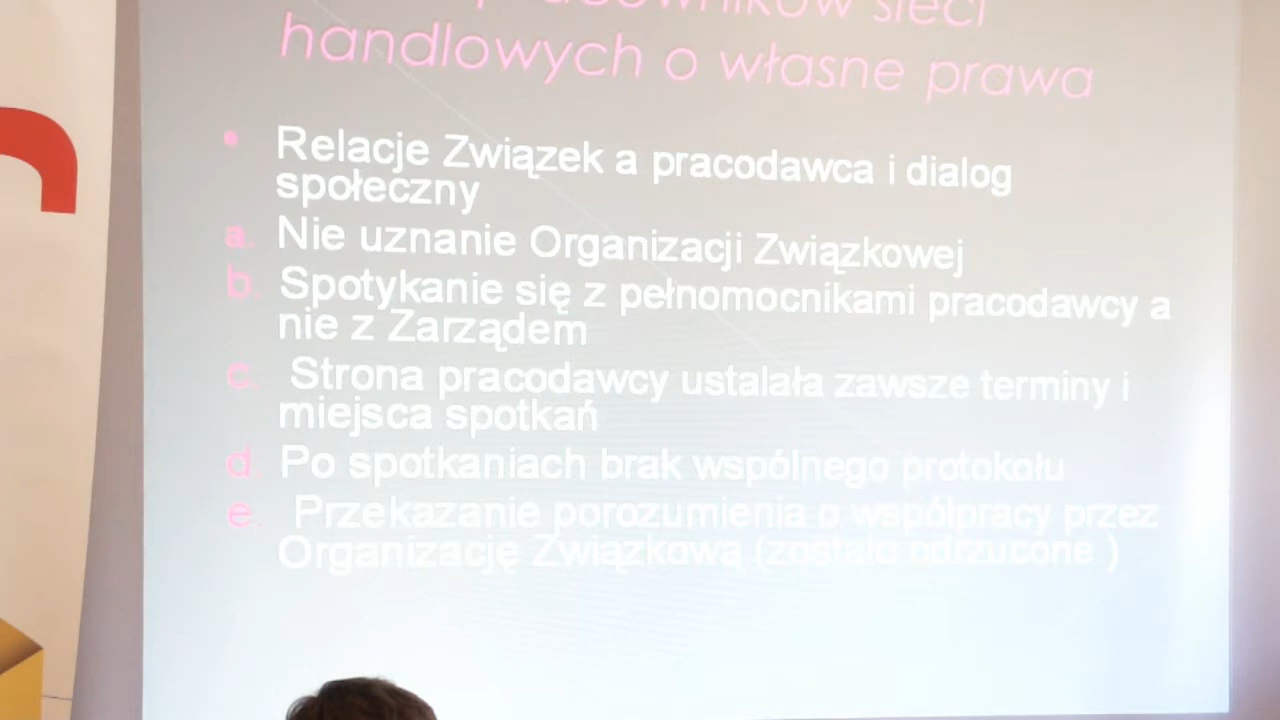 pracowników sieci
handlowych o własne prawa
• Relacje Związek a pracodawca i dialog
społeczny
a. Nie uznanie Organizacji Związkowej
b. Spotykanie się z pełnomocnikami pracodawcy a
nie z Zarządem
c. Strona pracodawcy ustalała zawsze terminy i
miejsca spotkań
d. Po spotkaniach brak wspólnego protokołu
e. Przekazanie porozumienia o współpracy przez
Organizację Związkową (zostało odrzucone )